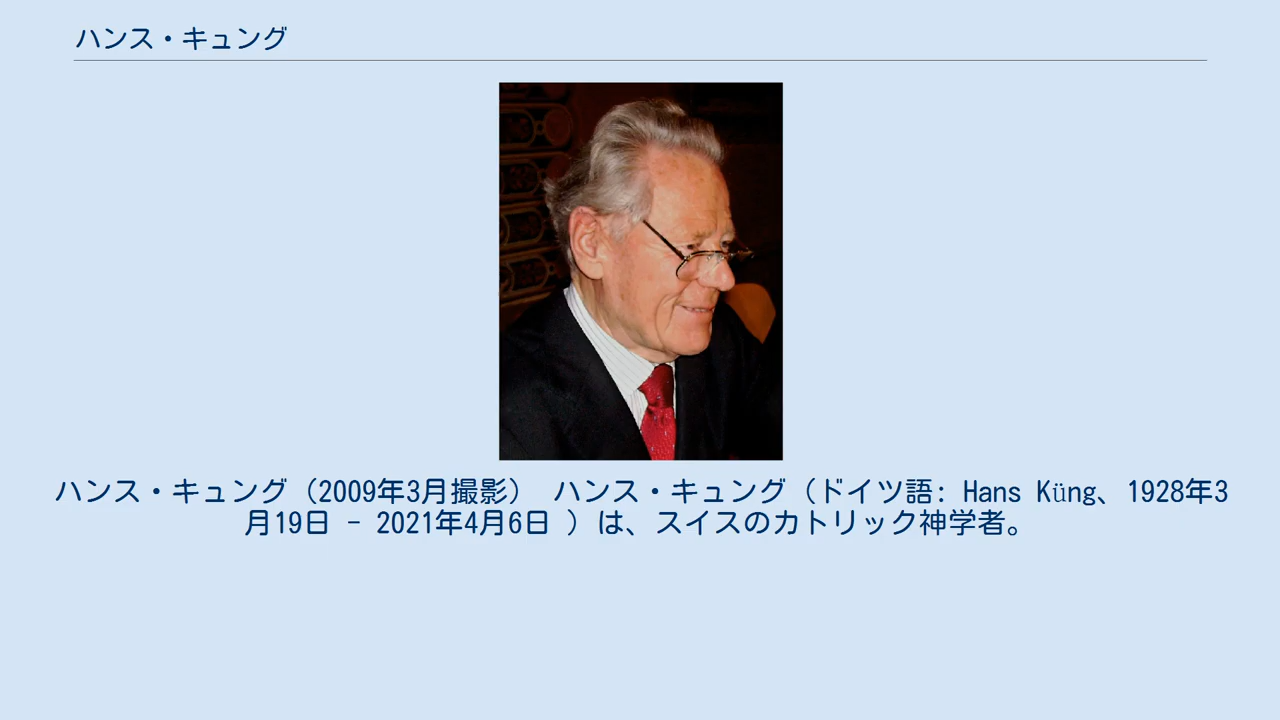 ハンス・キュング
ハンス・キュング（2009年3月撮影） ハンス・キュング（ドイツ語: Hans Küng、1928年3
月19日 - 2021年4月6日 ）は、スイスのカトリック神学者。